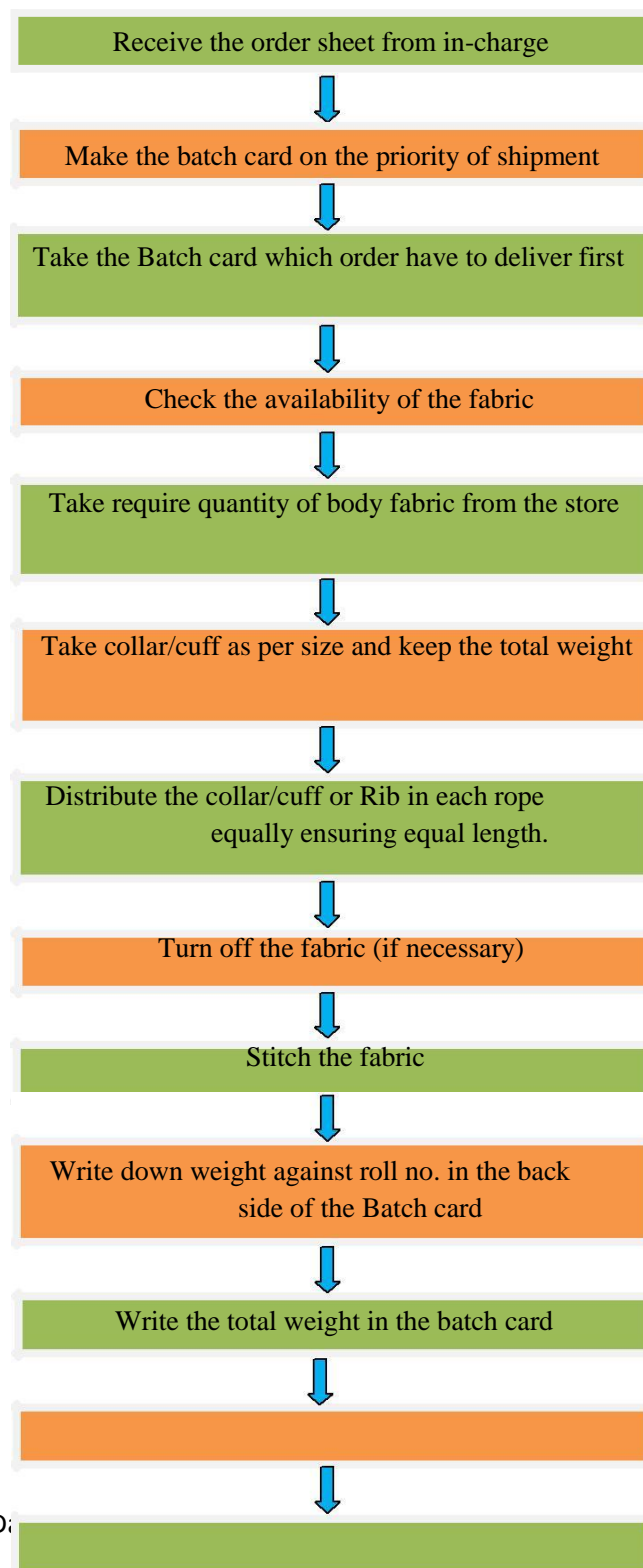 Receive the order sheet from in-charge
Make the batch card on the priority of shipment
Take the Batch card which order have to deliver first
Check the availability of the fabric
Take require quantity of body fabric from the store
Take collar/cuff as per size and keep the total weight
Distribute the collar/cuff or Rib in each rope
equally ensuring equal length.
Turn off the fabric (if necessary)
Stitch the fabric
Write down weight against roll no. in the back
side of the Batch card
Write the total weight in the batch card